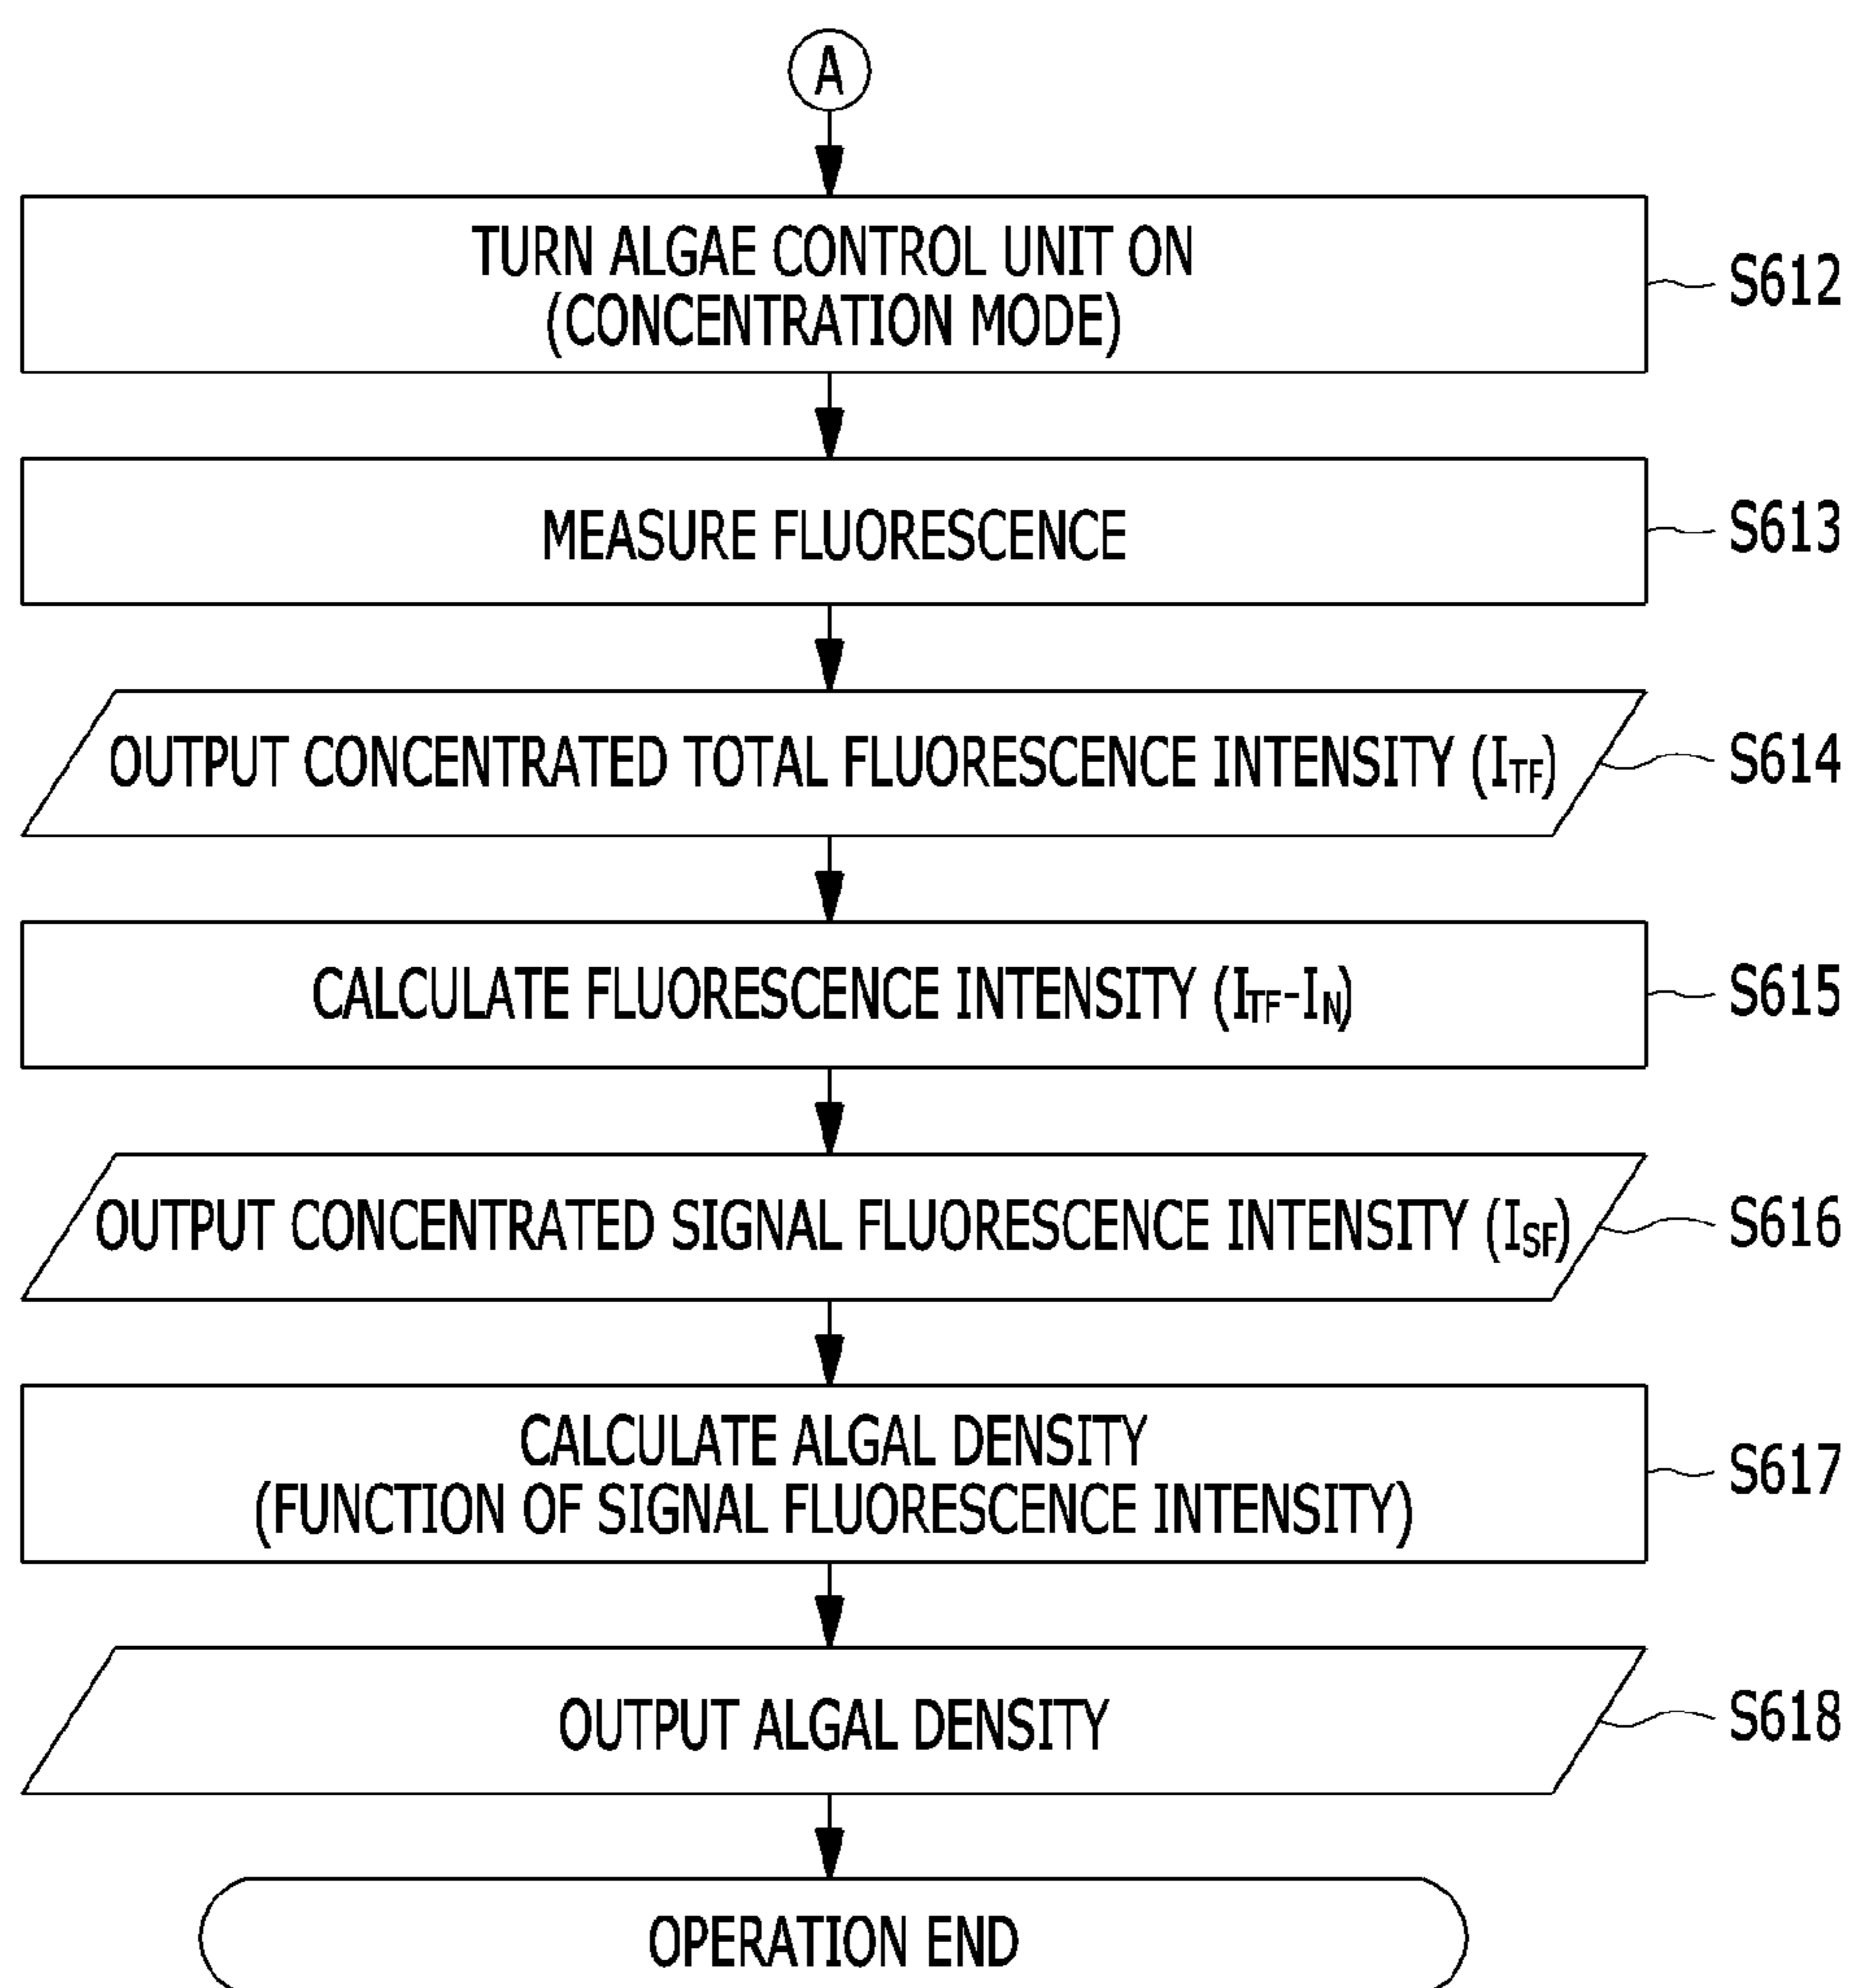 A
TURN ALGAE CONTROL UNIT ON
(CONCENTRATION MODE)
S612
MEASURE FLUORESCENCE
S613
OUTPUT CONCENTRATED TOTAL FLUORESCENCE INTENSITY (ITF)
S614
CALCULATE FLUORESCENCE INTENSITY (ITF-IN)
S615
OUTPUT CONCENTRATED SIGNAL FLUORESCENCE INTENSITY (ISF)
S616
CALCULATE ALGAL DENSITY
(FUNCTION OF SIGNAL FLUORESCENCE INTENSITY)
S617
OUTPUT ALGAL DENSITY
S618
OPERATION END